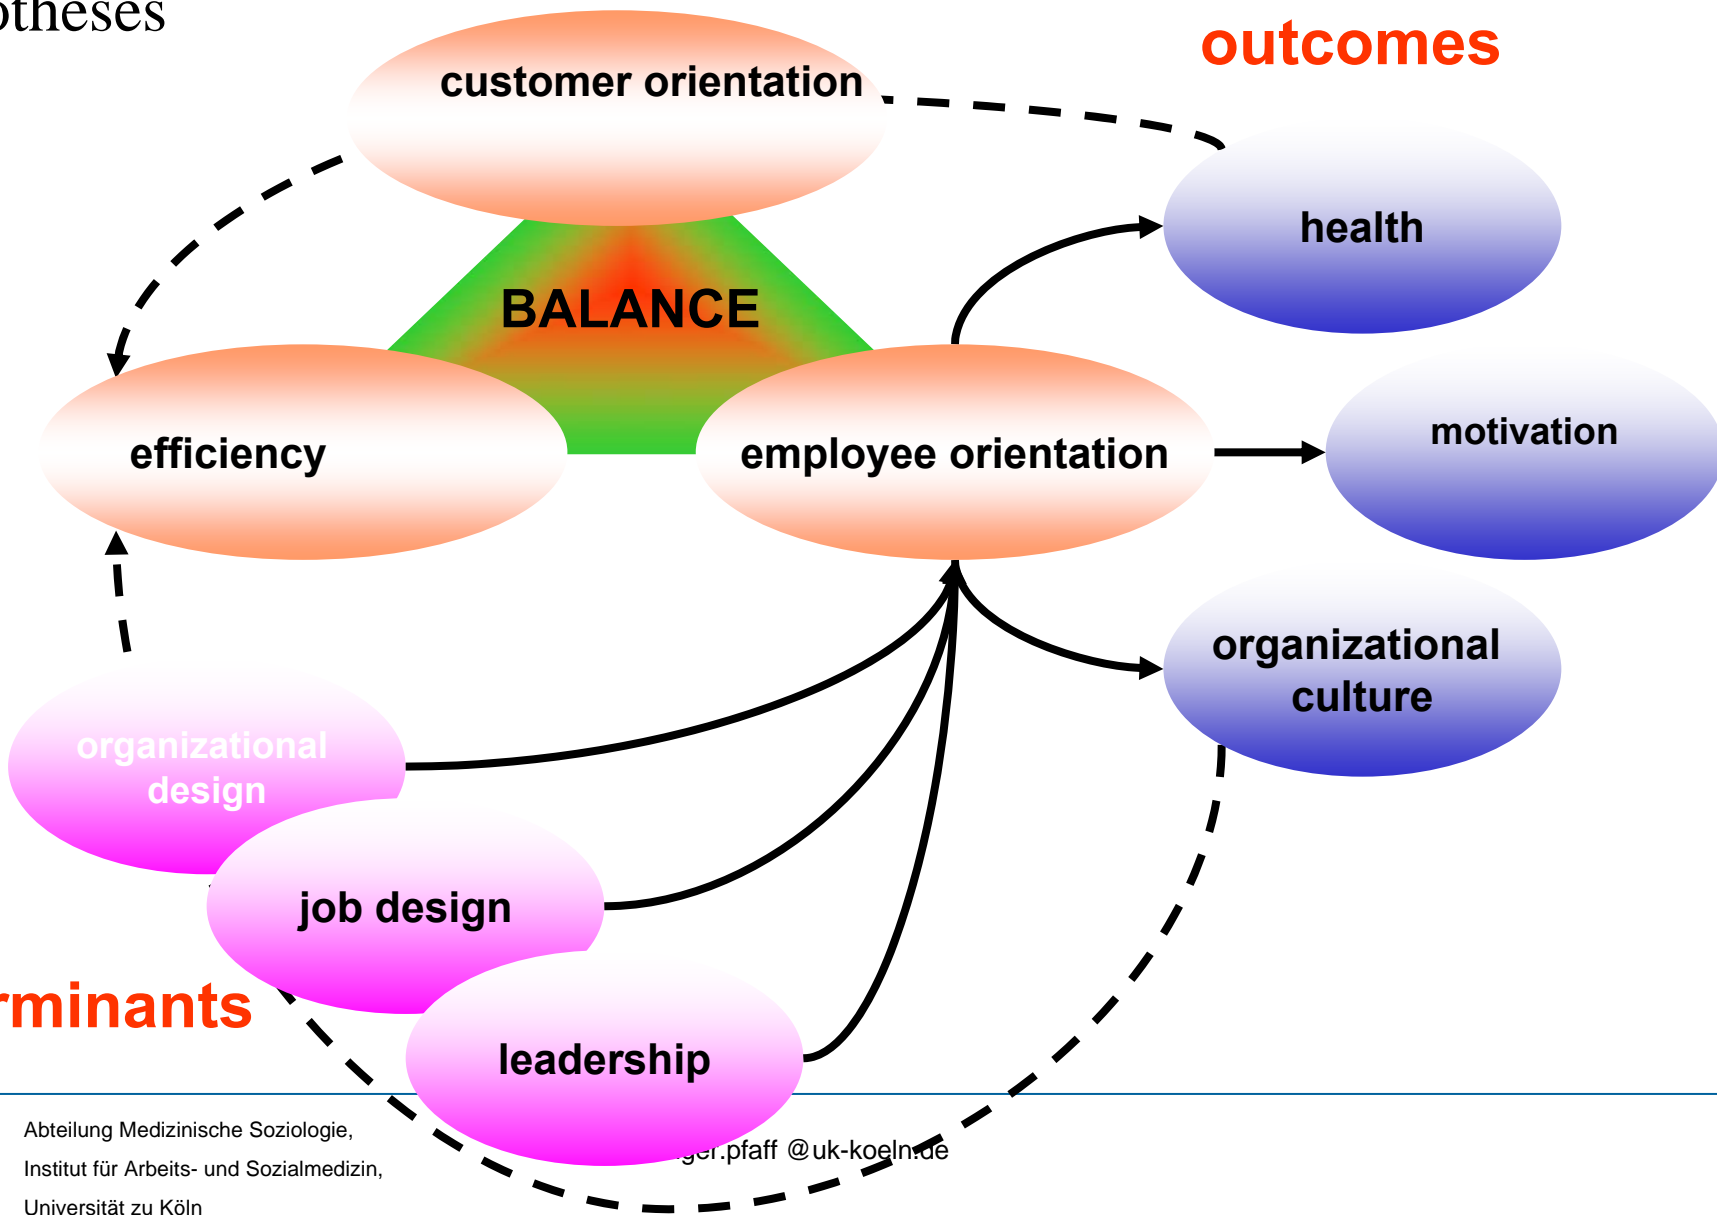 otheses
outcomes
customer orientation
health
BALANCE
motivation
efficiency
employee orientation
organizational
culture
organizational
design
job design
rminants
leadership
Abteilung Medizinische Soziologie,
Institut für Arbeits- und Sozialmedizin,
Universität zu Köln
ger.pfaff @uk-koeln.de